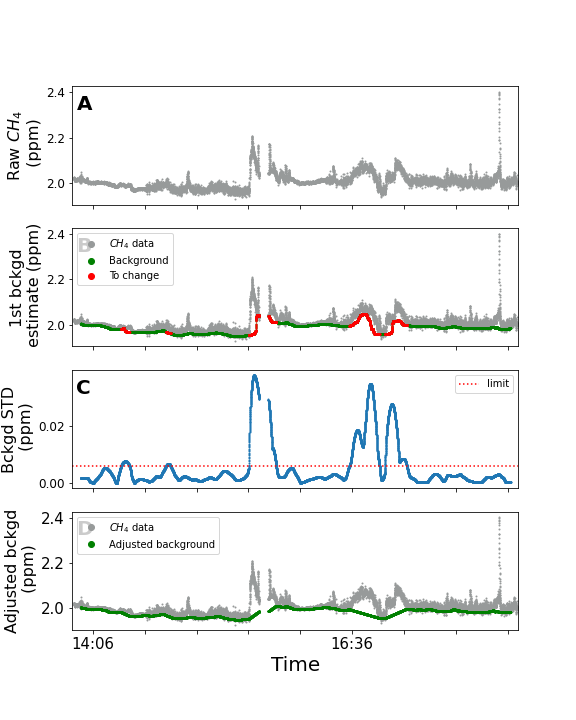 A
Raw CH4
(ppm)
2.4
2.2
2.0
B
1st bckgd
estimate (ppm)
2.4
2.2
2.0
CH4 data
Background
To change
C
Bckgd STD
(ppm)
0.02
0.00
limit
D
Adjusted bckgd
(ppm)
2.4
2.2
2.0
CH4 data
Adjusted background
14:06
16:36
Time